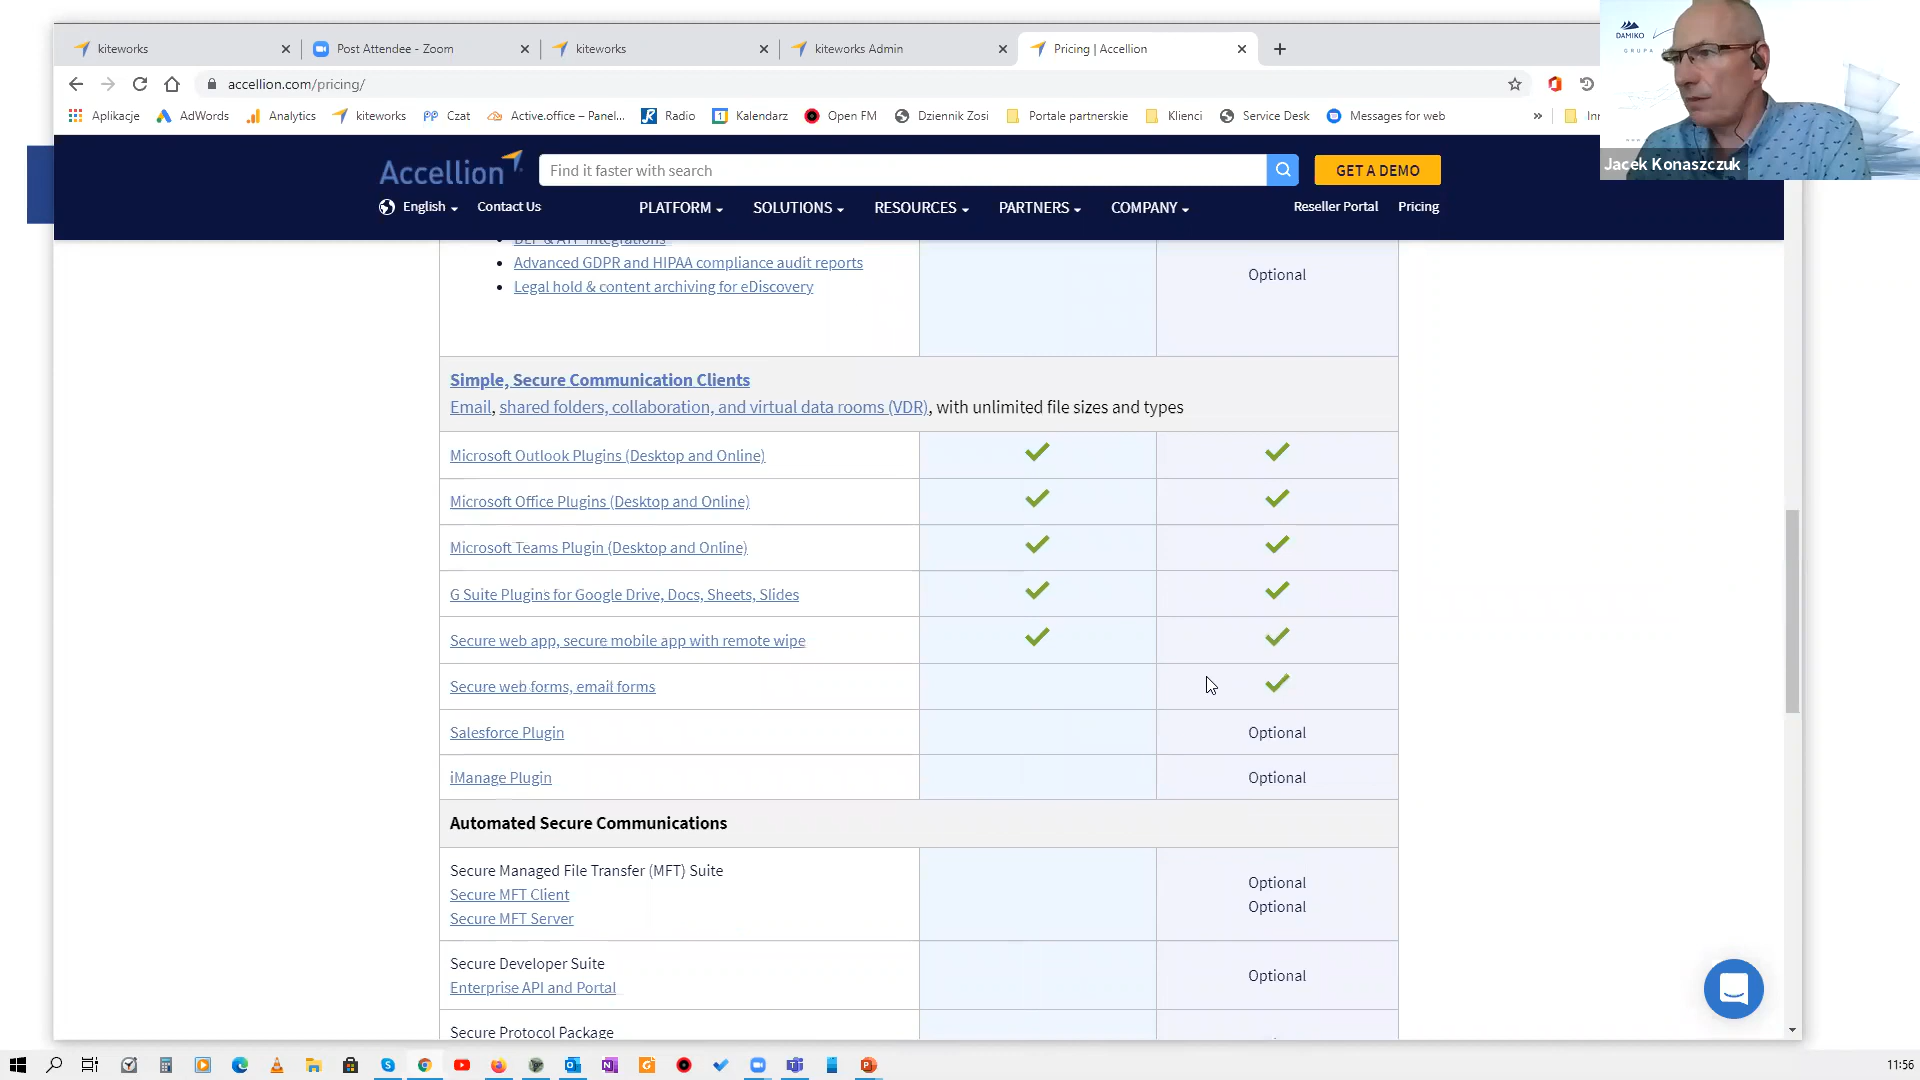 kiteworks
Post Attendee - Zoom
kiteworks
kiteworks Admin
Pricing | Accellion
accellion.com/pricing/
Aplikacje
AdWords
Analytics
kiteworks
Czat
Active.office – Panel...
Radio
Kalendarz
Open FM
Dziennik Zosi
Portale partnerskie
Klienci
Service Desk
Messages for web
»
DAMIKO
Jacek Konaszczuk
Accellion
Find it faster with search
GET A DEMO
English
Contact Us
PLATFORM
SOLUTIONS
RESOURCES
PARTNERS
COMPANY
Reseller Portal
Pricing
Advanced GDPR and HIPAA compliance audit reports
Optional
Legal hold & content archiving for eDiscovery
Simple, Secure Communication Clients
Email, shared folders, collaboration, and virtual data rooms (VDR), with unlimited file sizes and types
Microsoft Outlook Plugins (Desktop and Online)
Microsoft Office Plugins (Desktop and Online)
Microsoft Teams Plugin (Desktop and Online)
G Suite Plugins for Google Drive, Docs, Sheets, Slides
Secure web app, secure mobile app with remote wipe
Secure web forms, email forms
Salesforce Plugin
Optional
iManage Plugin
Optional
Automated Secure Communications
Secure Managed File Transfer (MFT) Suite
Secure MFT Client
Secure MFT Server
Optional
Optional
Secure Developer Suite
Enterprise API and Portal
Optional
Secure Protocol Package
11:56